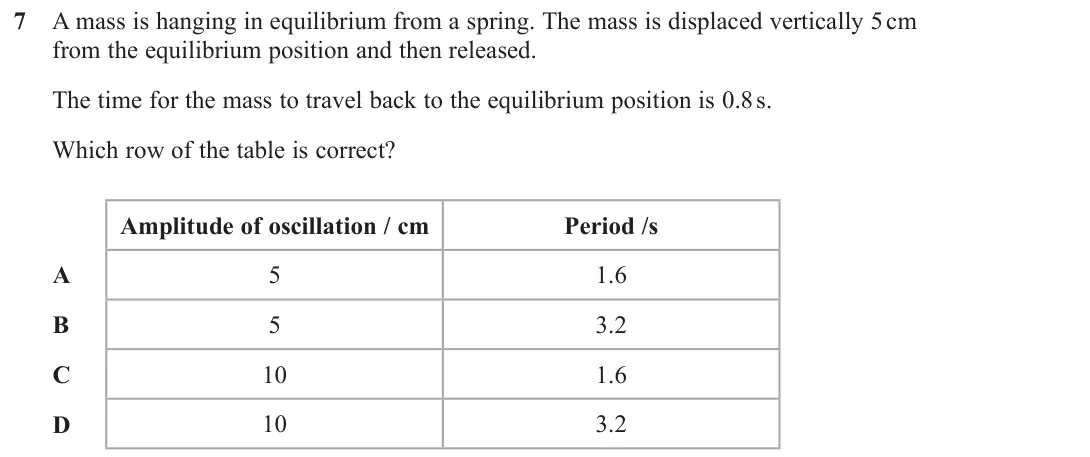 7 A mass is hanging in equilibrium from a spring. The mass is displaced vertically 5 cm
from the equilibrium position and then released.
The time for the mass to travel back to the equilibrium position is 0.8 s.
Which row of the table is correct?
Amplitude of oscillation / cm Period /s
A 5 1.6
B 5 3.2
C 10 1.6
D 10 3.2